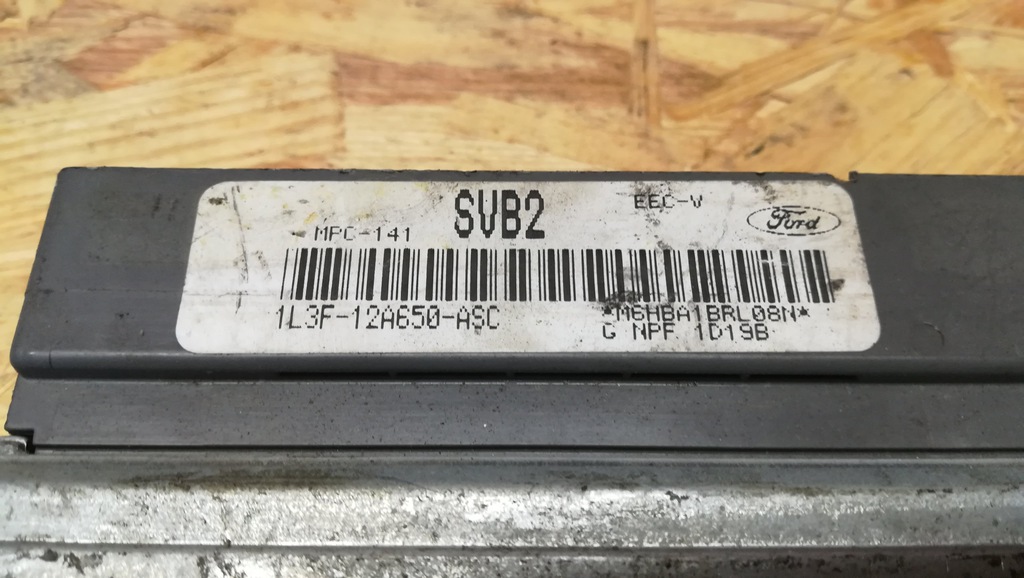 SVB2
EEC-V
Ford
MPC-141
1L3F-12A650-ASC
*M6HBA1BRL08N*
G NPF 1D19B